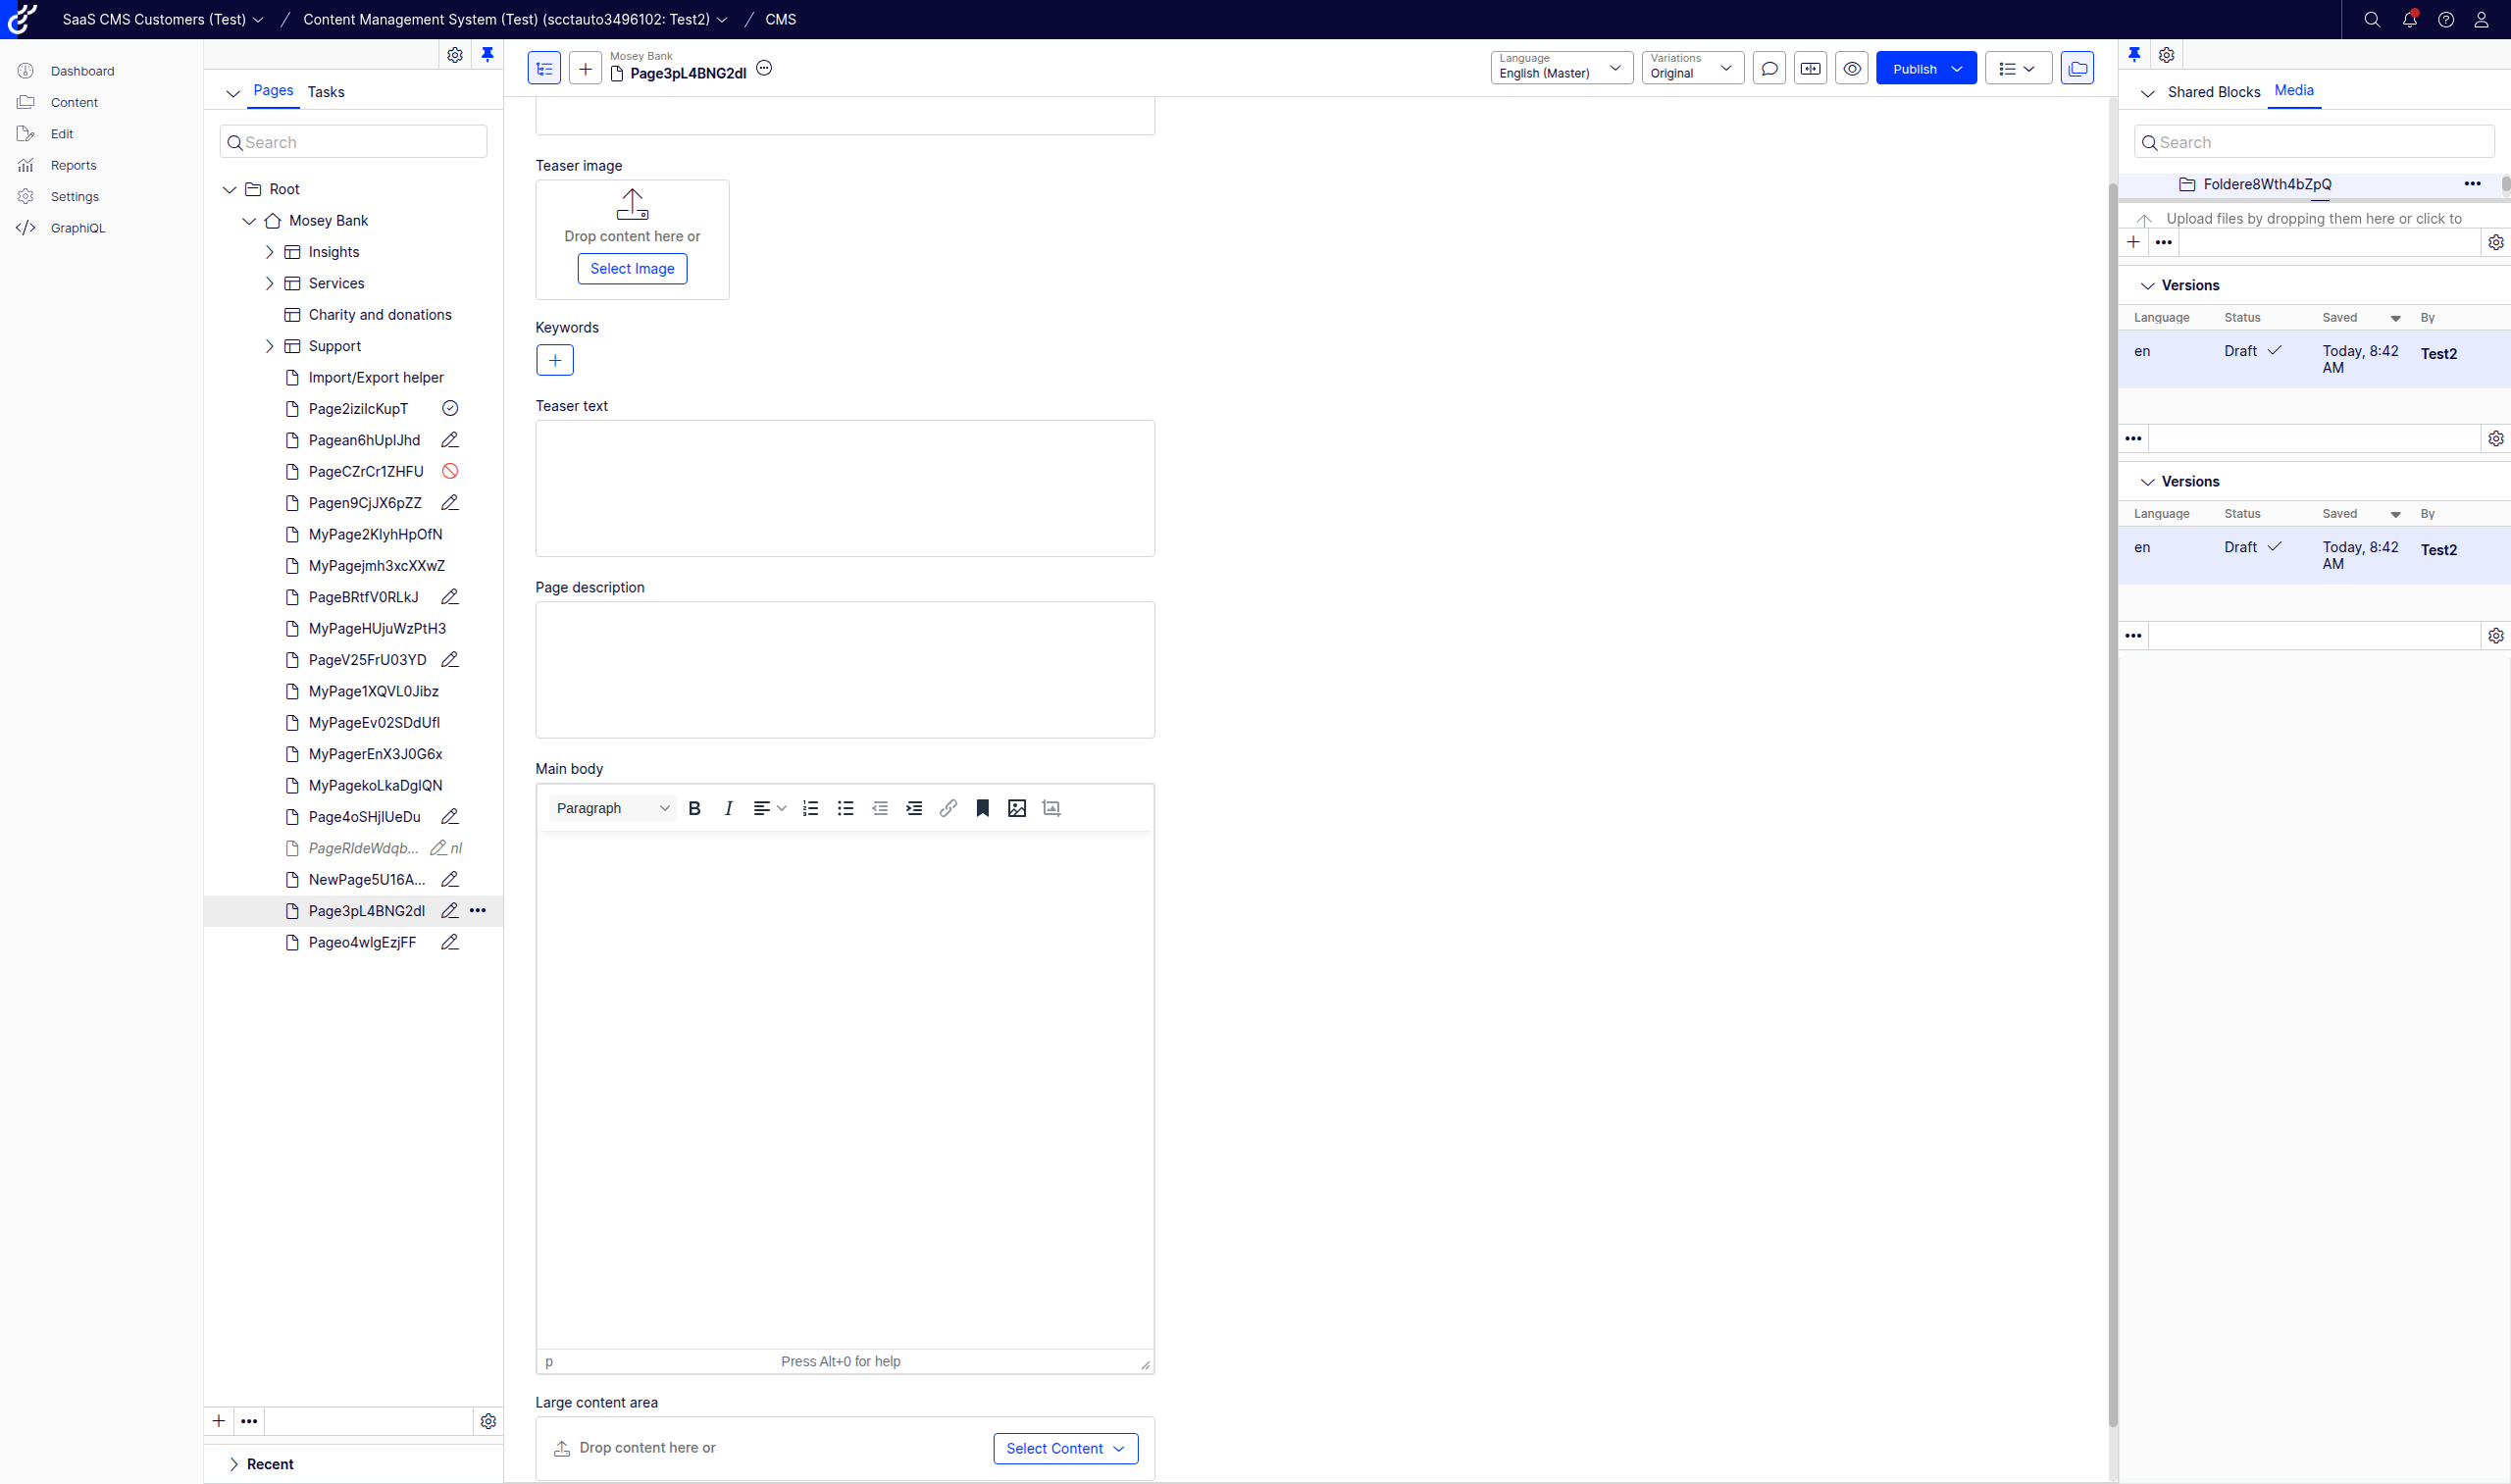 SaaS CMS Customers (Test) / Content Management System (Test) (scctauto3496102: Test2) / CMS
Dashboard
Content
Edit
Reports
Settings
GraphiQL
Pages Tasks
Search
Root
Mosey Bank
Insights
Services
Charity and donations
Support
Import/Export helper
Page2izilcKupT
Pagean6hUpIJhd
PageCZrCr1ZHFU
Pagen9CjJX6pZZ
MyPage2KlyhHpOfN
MyPagejmh3xcXXwZ
PageBRtfV0RLkJ
MyPageHUjuWzPtH3
PageV25FrU03YD
MyPage1XQVL0Jibz
MyPageEv02SDdUfl
MyPagerEnX3J0G6x
MyPagekoLkaDglQN
Page4oSHjlUeDu
PageRIdeWdqb... nl
NewPage5U16A...
Page3pL4BNG2dl
Pageo4wIgEzjFF
Recent
Mosey Bank
Page3pL4BNG2dl
Language
English (Master)
Variations
Original
Publish
Teaser image
Drop content here or
Select Image
Keywords
Teaser text
Page description
Main body
Paragraph
p Press Alt+0 for help
Large content area
Drop content here or Select Content
Shared Blocks Media
Search
Foldere8Wth4bZpQ
Upload files by dropping them here or click to
Versions
Language Status Saved By
en Draft Today, 8:42 Test2
AM
Versions
Language Status Saved By
en Draft Today, 8:42 Test2
AM